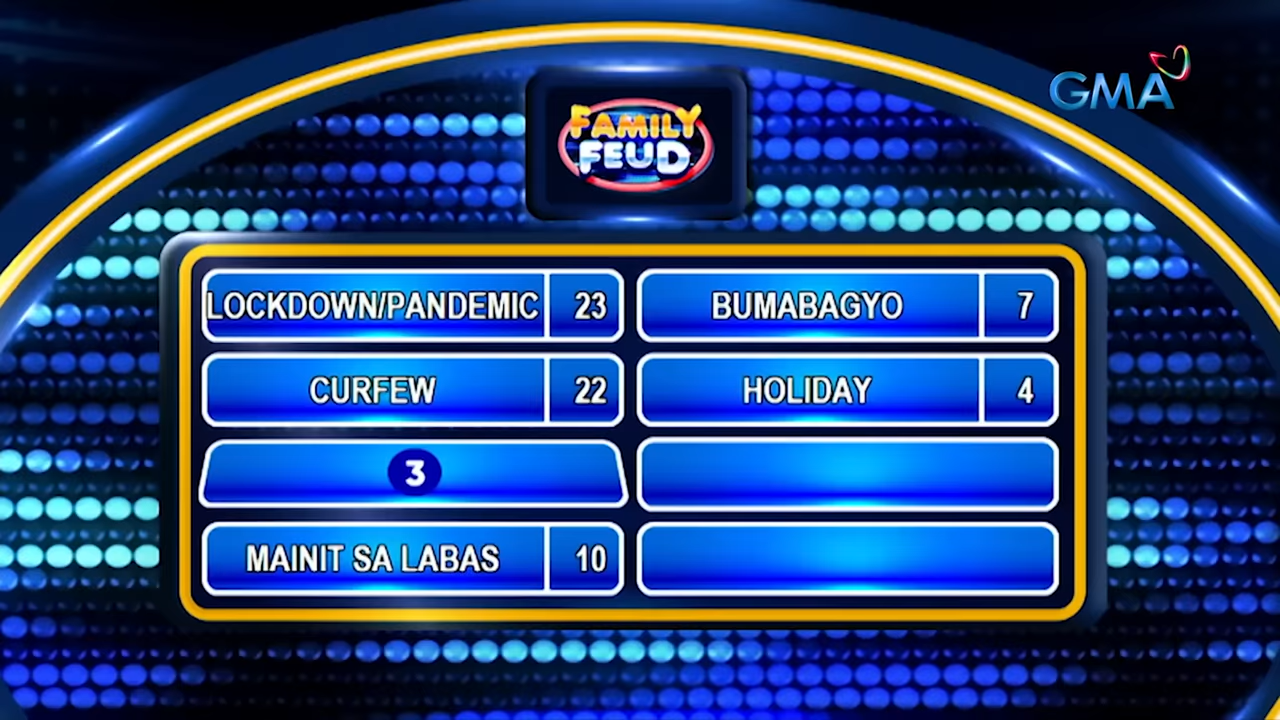 GMA
FAMILY
FEUD
LOCKDOWN/PANDEMIC 23
BUMABAGYO 7
CURFEW 22
HOLIDAY 4
3
MAINIT SA LABAS 10